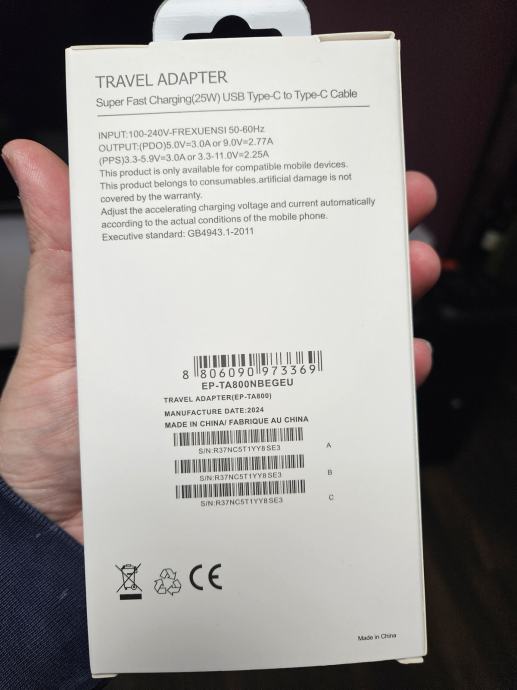 TRAVEL ADAPTER
Super Fast Charging(25W) USB Type-C to Type-C Cable
INPUT:100-240V-FREXUENSI 50-60Hz
OUTPUT:(PDO)5.0V=3.0A or 9.0V=2.77A
(PPS)3.3-5.9V=3.0A or 3.3-11.0V=2.25A
This product is only available for compatible mobile devices.
This product belongs to consumables.artificial damage is not
covered by the warranty.
Adjust the accelerating charging voltage and current automatically
according to the actual conditions of the mobile phone.
Executive standard: GB4943.1-2011
8 806090 973369
EP-TA800NBEGEU
TRAVEL ADAPTER(EP-TA800)
MANUFACTURE DATE:2024
MADE IN CHINA/ FABRIQUE AU CHINA
S/N:R37NC5T1YY8SE3 A
S/N:R37NC5T1YY8SE3 B
S/N:R37NC5T1YY8SE3 C
CE
Made in China